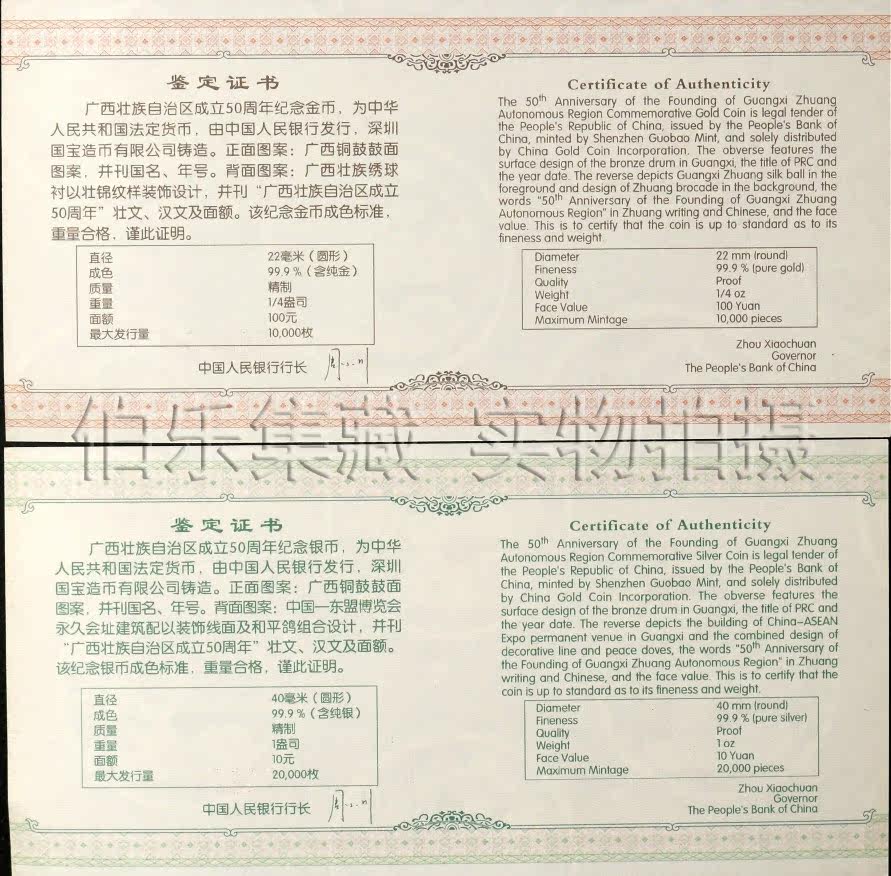 鉴定证书
广西壮族自治区成立50周年纪念金币，为中华
人民共和国法定货币，由中国人民银行发行，深圳
国宝造币有限公司铸造。正面图案：广西铜鼓鼓面
图案，并刊国名、年号。背面图案：广西壮族绣球
衬以壮锦纹样装饰设计，并刊“广西壮族自治区成立
50周年”壮文、汉文及面额。该纪念金币成色标准，
重量合格，谨此证明。
直径 22毫米（圆形）
成色 99.9％（含纯金）
质量 精制
重量 1/4盎司
面额 100元
最大发行量 10,000枚
中国人民银行行长
Certificate of Authenticity
The 50th Anniversary of the Founding of Guangxi Zhuang
Autonomous Region Commemorative Gold Coin is legal tender of
the People's Republic of China, issued by the People's Bank of
China, minted by Shenzhen Guobao Mint, and solely distributed
by China Gold Coin Incorporation. The obverse features the
surface design of the bronze drum in Guangxi, the title of PRC and
the year date. The reverse depicts Guangxi Zhuang silk ball in the
foreground and design of Zhuang brocade in the background, the
words "50th Anniversary of the Founding of Guangxi Zhuang
Autonomous Region" in Zhuang writing and Chinese, and the face
value. This is to certify that the coin is up to standard as to its
fineness and weight.
Diameter 22 mm (round)
Fineness 99.9 % (pure gold)
Quality Proof
Weight 1/4 oz
Face Value 100 Yuan
Maximum Mintage 10,000 pieces
Zhou Xiaochuan
Governor
The People's Bank of China
伯乐集藏 实物拍摄
鉴定证书
广西壮族自治区成立50周年纪念银币，为中华
人民共和国法定货币，由中国人民银行发行，深圳
国宝造币有限公司铸造。正面图案：广西铜鼓鼓面
图案，并刊国名、年号。背面图案：中国—东盟博览会
永久会址建筑配以装饰线面及和平鸽组合设计，并刊
“广西壮族自治区成立50周年”壮文、汉文及面额。
该纪念银币成色标准，重量合格，谨此证明。
直径 40毫米（圆形）
成色 99.9％（含纯银）
质量 精制
重量 1盎司
面额 10元
最大发行量 20,000枚
中国人民银行行长
Certificate of Authenticity
The 50th Anniversary of the Founding of Guangxi Zhuang
Autonomous Region Commemorative Silver Coin is legal tender of
the People's Republic of China, issued by the People's Bank of
China, minted by Shenzhen Guobao Mint, and solely distributed
by China Gold Coin Incorporation. The obverse features the
surface design of the bronze drum in Guangxi, the title of PRC and
the year date. The reverse depicts the building of China-ASEAN
Expo permanent venue in Guangxi and the combined design of
decorative line and peace doves, the words "50th Anniversary of
the Founding of Guangxi Zhuang Autonomous Region" in Zhuang
writing and Chinese, and the face value. This is to certify that the
coin is up to standard as to its fineness and weight.
Diameter 40 mm (round)
Fineness 99.9 % (pure silver)
Quality Proof
Weight 1 oz
Face Value 10 Yuan
Maximum Mintage 20,000 pieces
Zhou Xiaochuan
Governor
The People's Bank of China